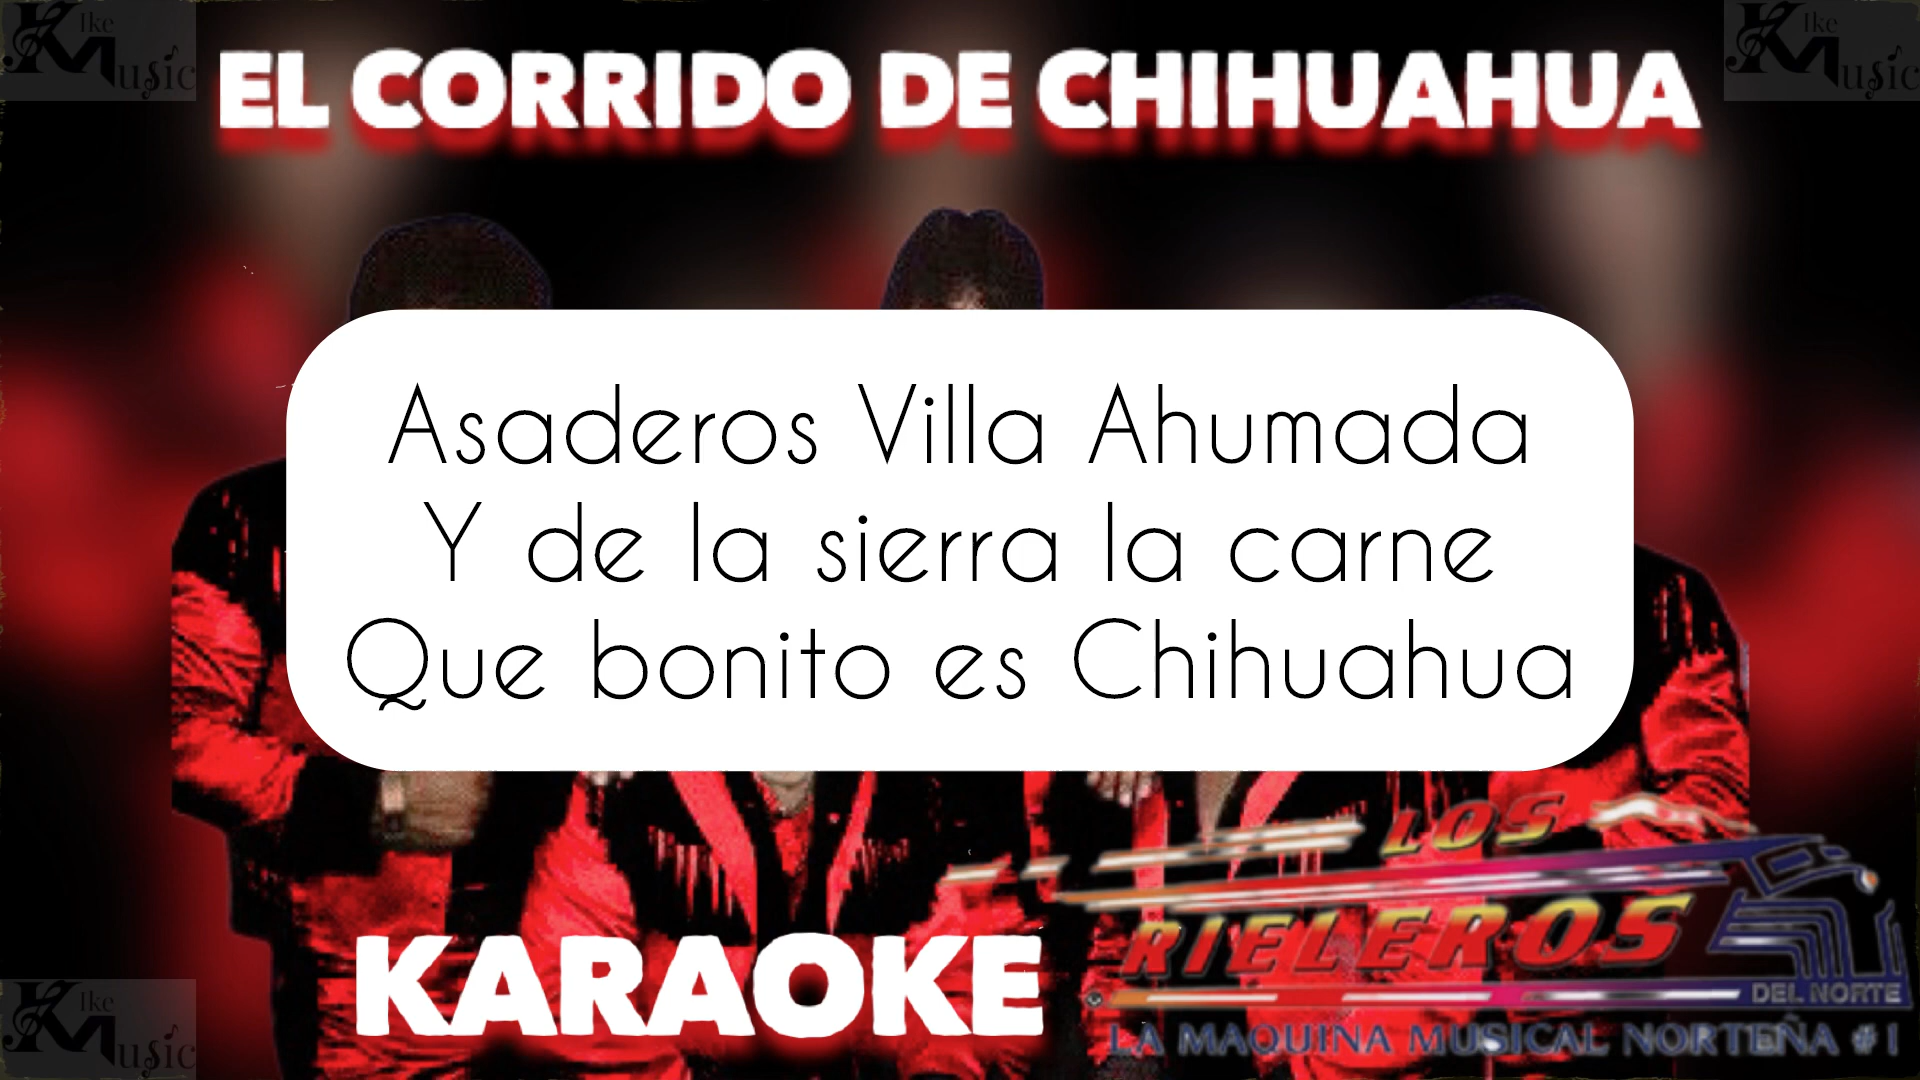 Ike Music
Ike Music
EL CORRIDO DE CHIHUAHUA
Asaderos Villa Ahumada
Y de la sierra la carne
Que bonito es Chihuahua
LOS
RIELEROS
DEL NORTE
LA MAQUINA MUSICAL NORTEÑA #1
KARAOKE
Ike Music